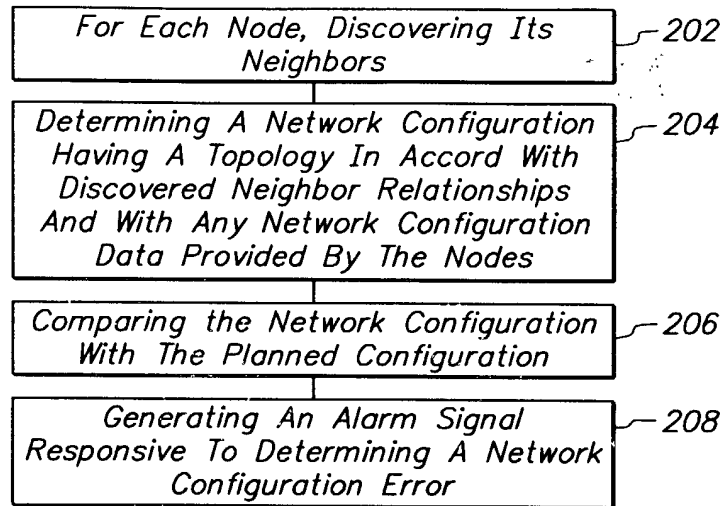 For Each Node, Discovering Its
Neighbors
202
Determining A Network Configuration
Having A Topology In Accord With
Discovered Neighbor Relationships
And With Any Network Configuration
Data Provided By The Nodes
204
Comparing the Network Configuration
With The Planned Configuration
206
Generating An Alarm Signal
Responsive To Determining A Network
Configuration Error
208